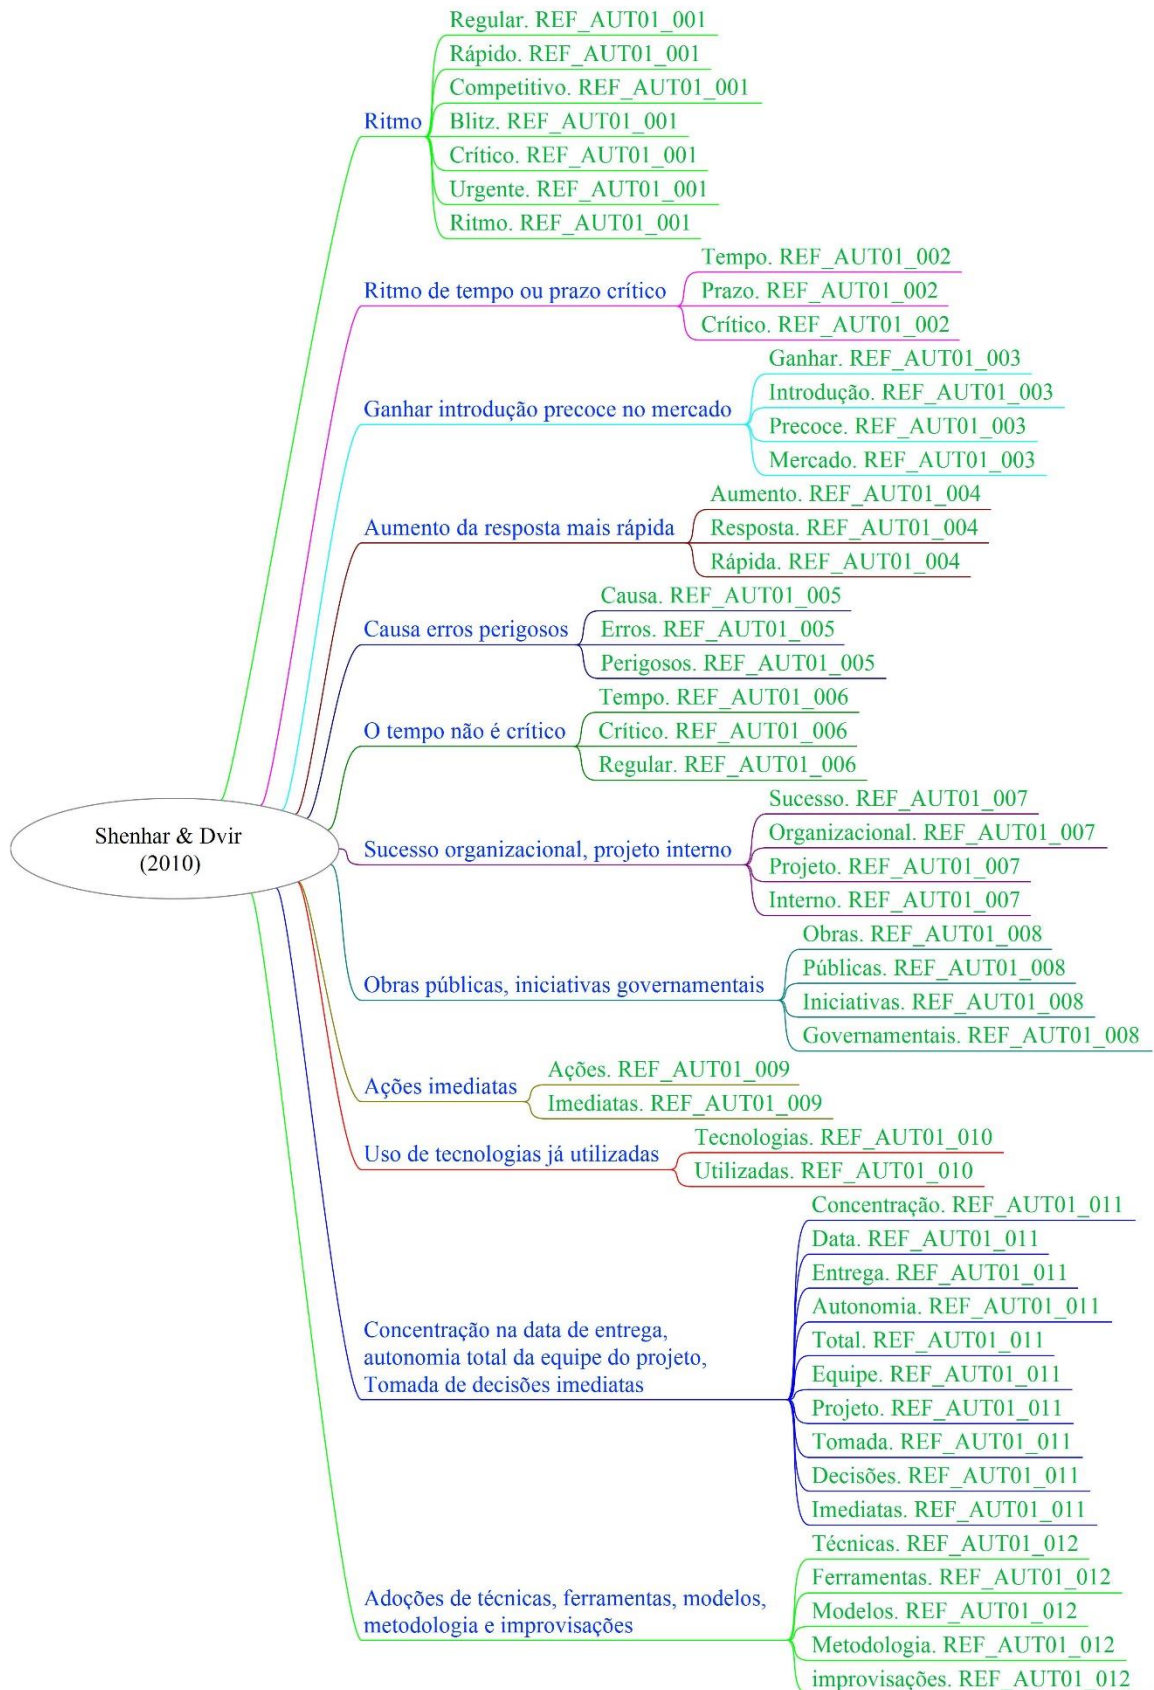 Regular. REF_AUT01_001
Rápido. REF_AUT01_001
Competitivo. REF_AUT01_001
Ritmo
Blitz. REF_AUT01_001
Crítico. REF_AUT01_001
Urgente. REF_AUT01_001
Ritmo. REF_AUT01_001
Ritmo de tempo ou prazo crítico
Tempo. REF_AUT01_002
Prazo. REF_AUT01_002
Crítico. REF_AUT01_002
Ganhar introdução precoce no mercado
Ganhar. REF_AUT01_003
Introdução. REF_AUT01_003
Precoce. REF_AUT01_003
Mercado. REF_AUT01_003
Aumento da resposta mais rápida
Aumento. REF_AUT01_004
Resposta. REF_AUT01_004
Rápida. REF_AUT01_004
Causa erros perigosos
Causa. REF_AUT01_005
Erros. REF_AUT01_005
Perigosos. REF_AUT01_005
O tempo não é crítico
Tempo. REF_AUT01_006
Crítico. REF_AUT01_006
Regular. REF_AUT01_006
Shenhar & Dvir
(2010)
Sucesso organizacional, projeto interno
Sucesso. REF_AUT01_007
Organizacional. REF_AUT01_007
Projeto. REF_AUT01_007
Interno. REF_AUT01_007
Obras públicas, iniciativas governamentais
Obras. REF_AUT01_008
Públicas. REF_AUT01_008
Iniciativas. REF_AUT01_008
Governamentais. REF_AUT01_008
Ações imediatas
Ações. REF_AUT01_009
Imediatas. REF_AUT01_009
Uso de tecnologias já utilizadas
Tecnologias. REF_AUT01_010
Utilizadas. REF_AUT01_010
Concentração na data de entrega,
autonomia total da equipe do projeto,
Tomada de decisões imediatas
Concentração. REF_AUT01_011
Data. REF_AUT01_011
Entrega. REF_AUT01_011
Autonomia. REF_AUT01_011
Total. REF_AUT01_011
Equipe. REF_AUT01_011
Projeto. REF_AUT01_011
Tomada. REF_AUT01_011
Decisões. REF_AUT01_011
Imediatas. REF_AUT01_011
Adoções de técnicas, ferramentas, modelos,
metodologia e improvisações
Técnicas. REF_AUT01_012
Ferramentas. REF_AUT01_012
Modelos. REF_AUT01_012
Metodologia. REF_AUT01_012
improvisações. REF_AUT01_012